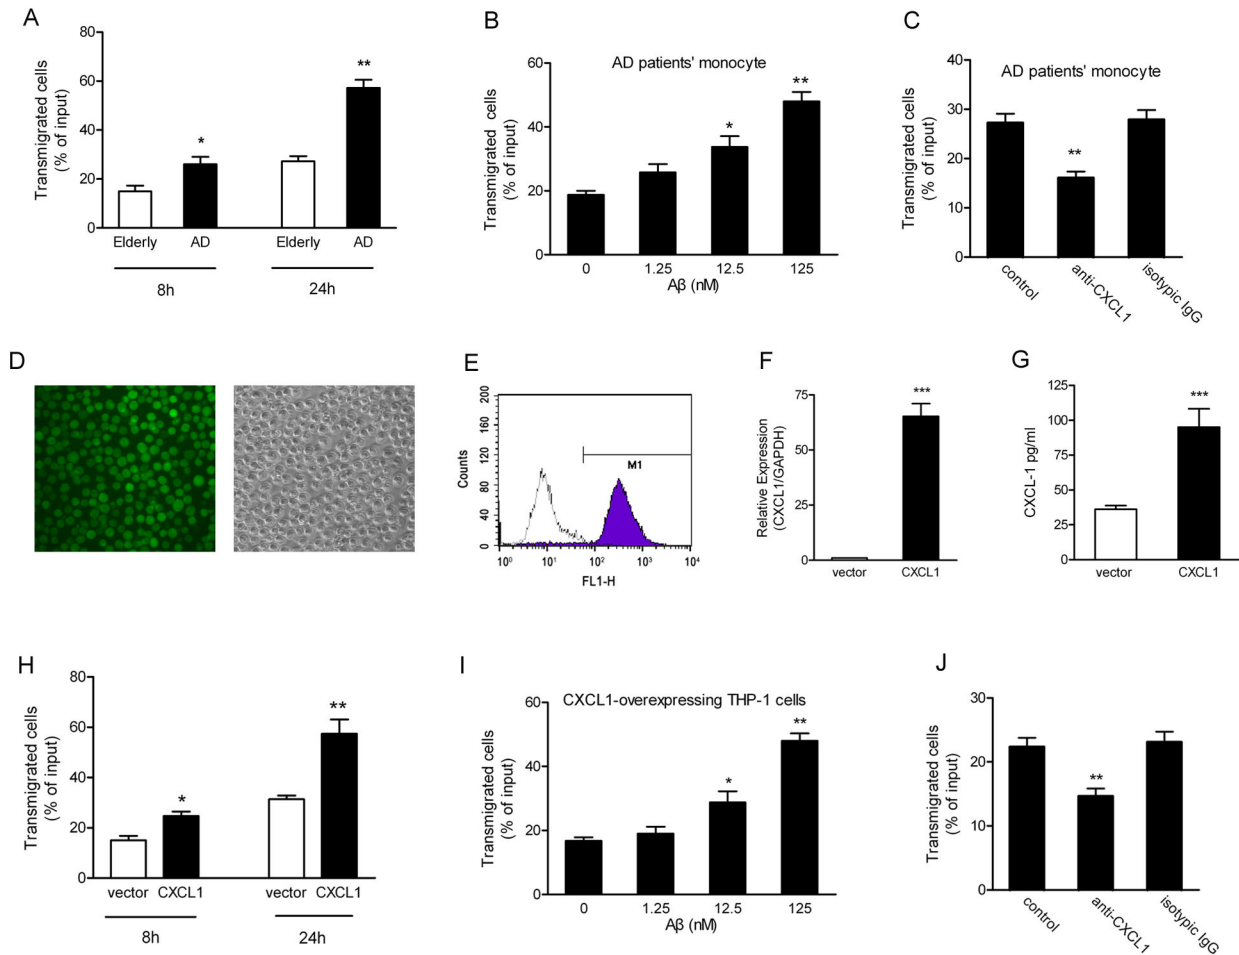 A
Transmigrated cells
(% of input)
80
60
40
20
0
*
**
Elderly
AD
Elderly
AD
8h
24h
B
AD patients' monocyte
Transmigrated cells
(% of input)
60
40
20
0
*
**
0
1.25
12.5
125
Aβ (nM)
C
AD patients' monocyte
Transmigrated cells
(% of input)
40
30
20
10
0
**
control
anti-CXCL1
isotypic IgG
D
E
Counts
200
160
120
80
40
0
M1
10⁰
10¹
10²
10³
10⁴
FL1-H
F
Relative Expression
(CXCL1/GAPDH)
75
50
25
0
***
vector
CXCL1
G
CXCL-1 pg/ml
125
100
75
50
25
0
***
vector
CXCL1
H
Transmigrated cells
(% of input)
80
60
40
20
0
*
**
vector CXCL1
vector CXCL1
8h
24h
I
CXCL1-overexpressing THP-1 cells
Transmigrated cells
(% of input)
60
40
20
0
*
**
0
1.25
12.5
125
Aβ (nM)
J
Transmigrated cells
(% of input)
30
20
10
0
**
control
anti-CXCL1
isotypic IgG